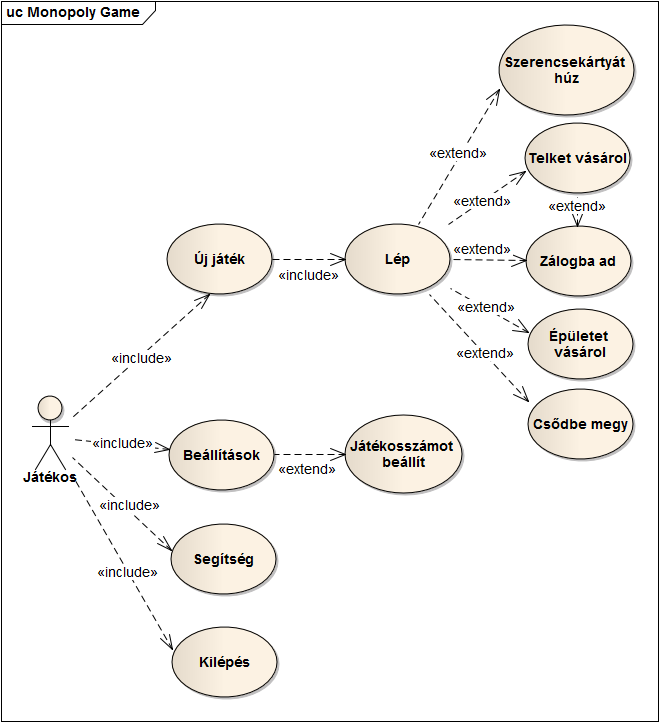 uc Monopoly Game
Szerencsekártyát
húz
«extend»
Telket vásárol
«extend»
«extend»
Új játék
«include»
Lép
«extend»
Zálogba ad
«extend»
Épületet
vásárol
«extend»
Csődbe megy
«include»
Játékos
«include»
Beállítások
«extend»
Játékosszámot
beállít
«include»
Segítség
«include»
Kilépés